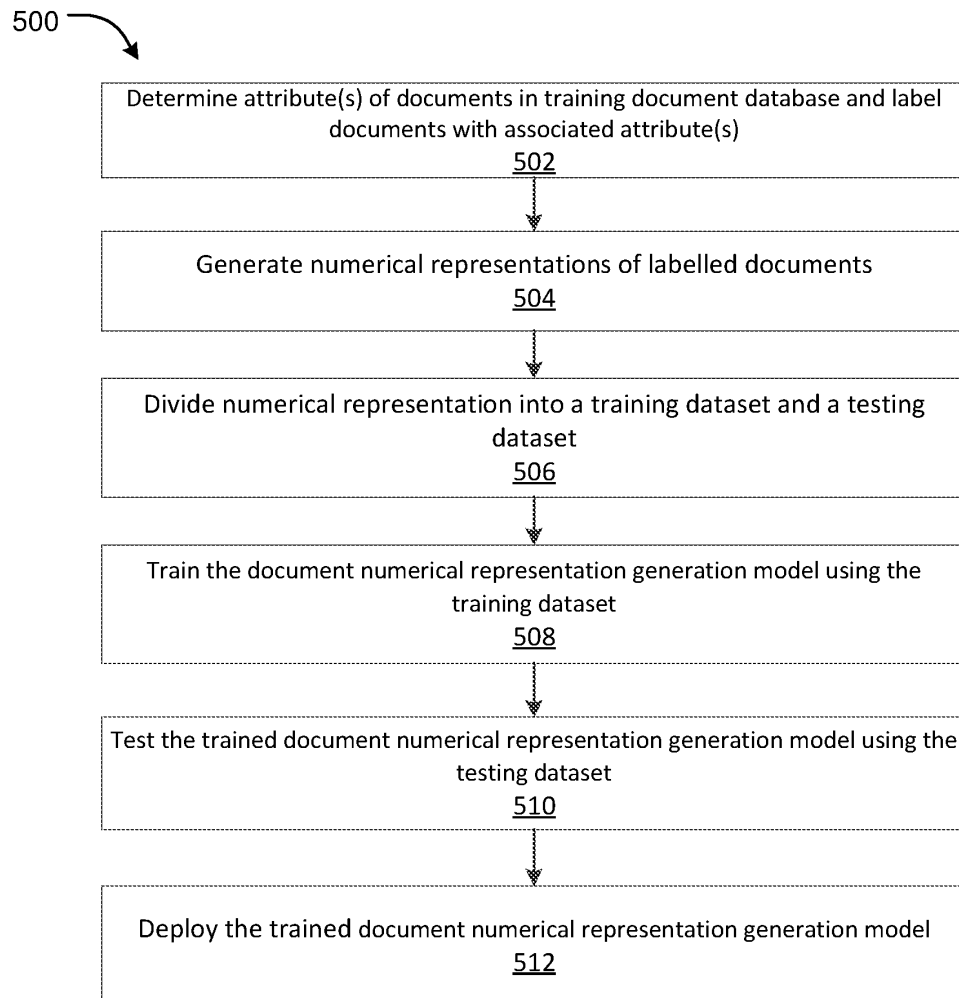 500
Determine attribute(s) of documents in training document database and label
documents with associated attribute(s)
502
Generate numerical representations of labelled documents
504
Divide numerical representation into a training dataset and a testing
dataset
506
Train the document numerical representation generation model using the
training dataset
508
Test the trained document numerical representation generation model using the
testing dataset
510
Deploy the trained document numerical representation generation model
512